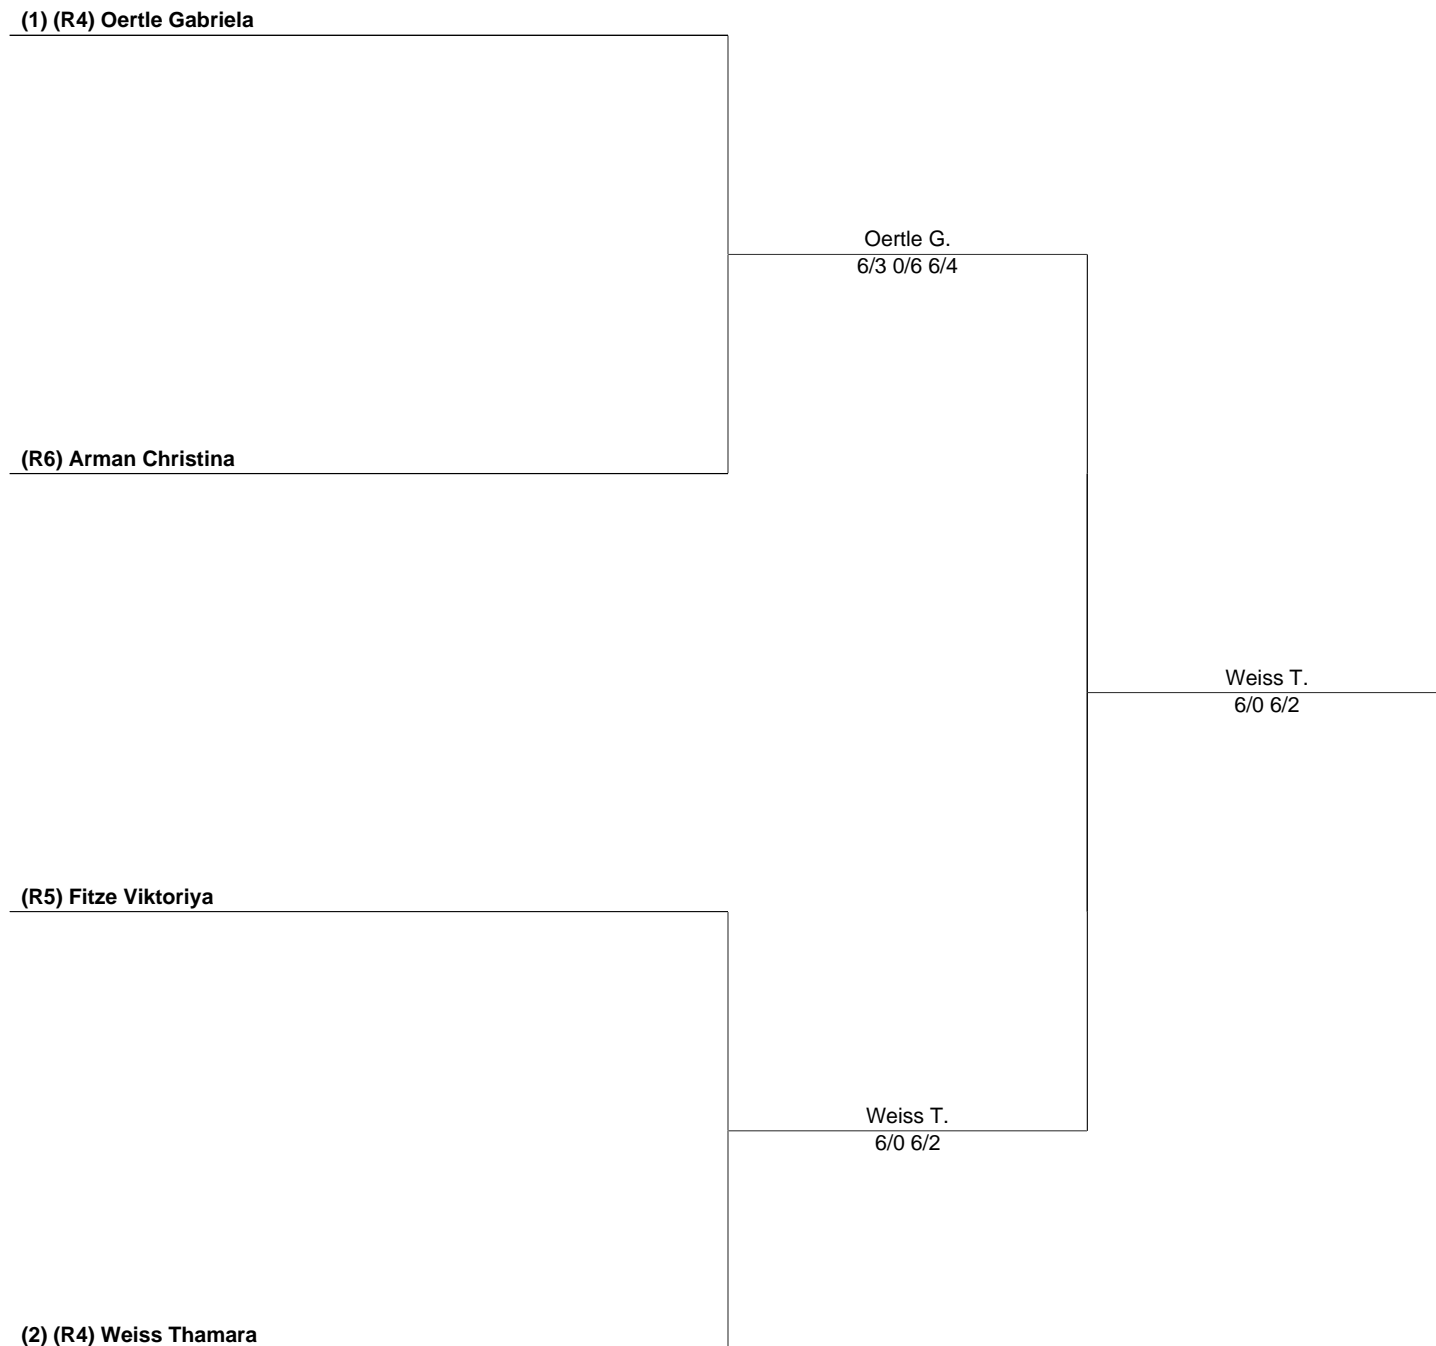 (1) (R4) Oertle Gabriela
Oertle G.
6/3 0/6 6/4
(R6) Arman Christina
Weiss T.
6/0 6/2
(R5) Fitze Viktoriya
Weiss T.
6/0 6/2
(2) (R4) Weiss Thamara